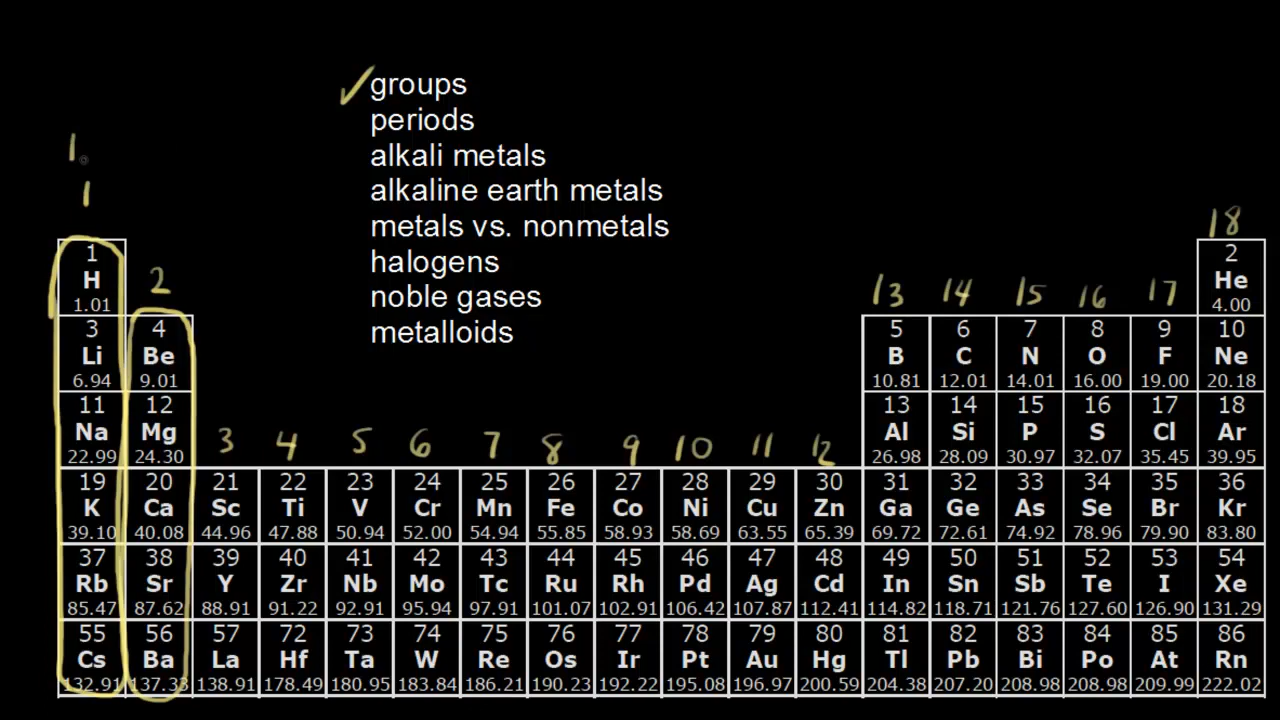 ✓groups
periods
alkali metals
1.
alkaline earth metals
1
metals vs. nonmetals
18
halogens
2
13 14 15 16 17
noble gases
metalloids
1 2
H He
1.01 4.00
3 4 5 6 7 8 9 10
Li Be B C N O F Ne
6.94 9.01 10.81 12.01 14.01 16.00 19.00 20.18
11 12 13 14 15 16 17 18
Na Mg Al Si P S Cl Ar
22.99 24.30 26.98 28.09 30.97 32.07 35.45 39.95
3 4 5 6 7 8 9 10 11 12
19 20 21 22 23 24 25 26 27 28 29 30 31 32 33 34 35 36
K Ca Sc Ti V Cr Mn Fe Co Ni Cu Zn Ga Ge As Se Br Kr
39.10 40.08 44.96 47.88 50.94 52.00 54.94 55.85 58.93 58.69 63.55 65.39 69.72 72.61 74.92 78.96 79.90 83.80
37 38 39 40 41 42 43 44 45 46 47 48 49 50 51 52 53 54
Rb Sr Y Zr Nb Mo Tc Ru Rh Pd Ag Cd In Sn Sb Te I Xe
85.47 87.62 88.91 91.22 92.91 95.94 97.91 101.07 102.91 106.42 107.87 112.41 114.82 118.71 121.76 127.60 126.90 131.29
55 56 57 72 73 74 75 76 77 78 79 80 81 82 83 84 85 86
Cs Ba La Hf Ta W Re Os Ir Pt Au Hg Tl Pb Bi Po At Rn
132.91 137.33 138.91 178.49 180.95 183.84 186.21 190.23 192.22 195.08 196.97 200.59 204.38 207.20 208.98 208.98 209.99 222.02